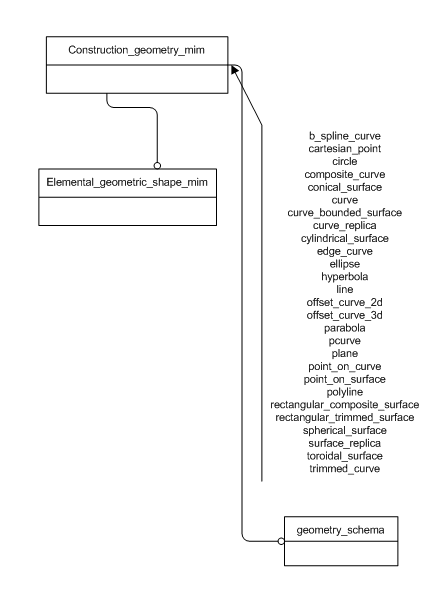 Construction_geometry_mim
Elemental_geometric_shape_mim
b_spline_curve
cartesian_point
circle
composite_curve
conical_surface
curve
curve_bounded_surface
curve_replica
cylindrical_surface
edge_curve
ellipse
hyperbola
line
offset_curve_2d
offset_curve_3d
parabola
pcurve
plane
point_on_curve
point_on_surface
polyline
rectangular_composite_surface
rectangular_trimmed_surface
spherical_surface
surface_replica
toroidal_surface
trimmed_curve
geometry_schema